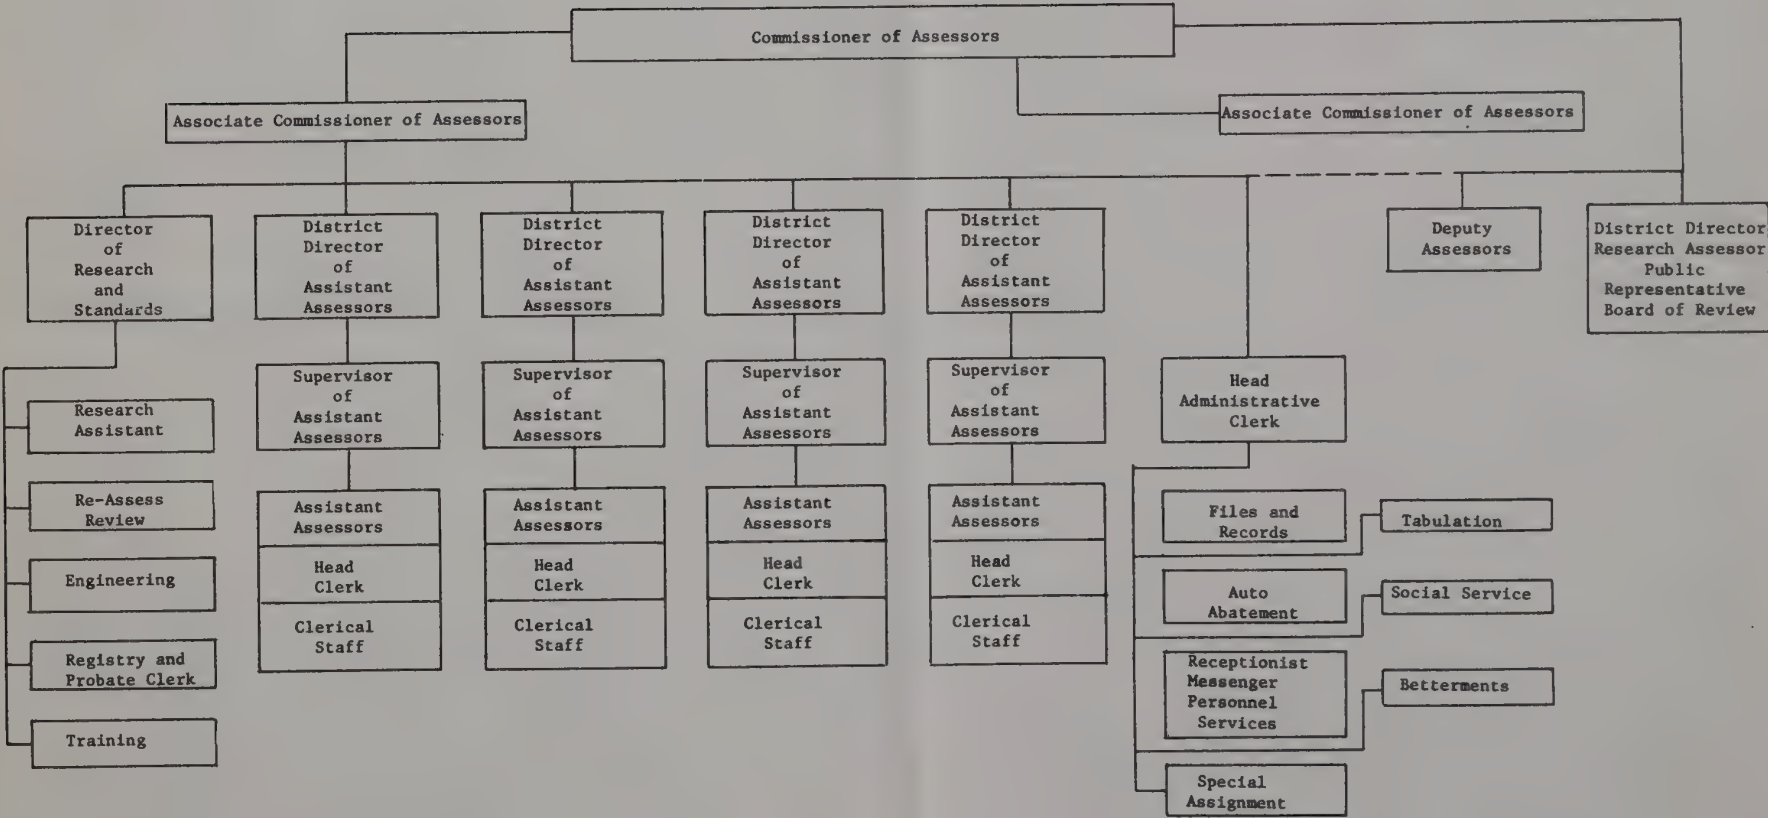 Commissioner of Assessors
Associate Commissioner of Assessors
Associate Commissioner of Assessors
Director
of
Research
and
Standards
District
Director
of
Assistant
Assessors
District
Director
of
Assistant
Assessors
District
Director
of
Assistant
Assessors
District
Director
of
Assistant
Assessors
Deputy
Assessors
District Director
Research Assessor
Public
Representative
Board of Review
Supervisor
of
Assistant
Assessors
Supervisor
of
Assistant
Assessors
Supervisor
of
Assistant
Assessors
Supervisor
of
Assistant
Assessors
Head
Administrative
Clerk
Research
Assistant
Re-Assess
Review
Engineering
Registry and
Probate Clerk
Training
Assistant
Assessors
Head
Clerk
Clerical
Staff
Assistant
Assessors
Head
Clerk
Clerical
Staff
Assistant
Assessors
Head
Clerk
Clerical
Staff
Assistant
Assessors
Head
Clerk
Clerical
Staff
Files and
Records
Tabulation
Auto
Abatement
Social Service
Receptionist
Messenger
Personnel
Services
Betterments
Special
Assignment